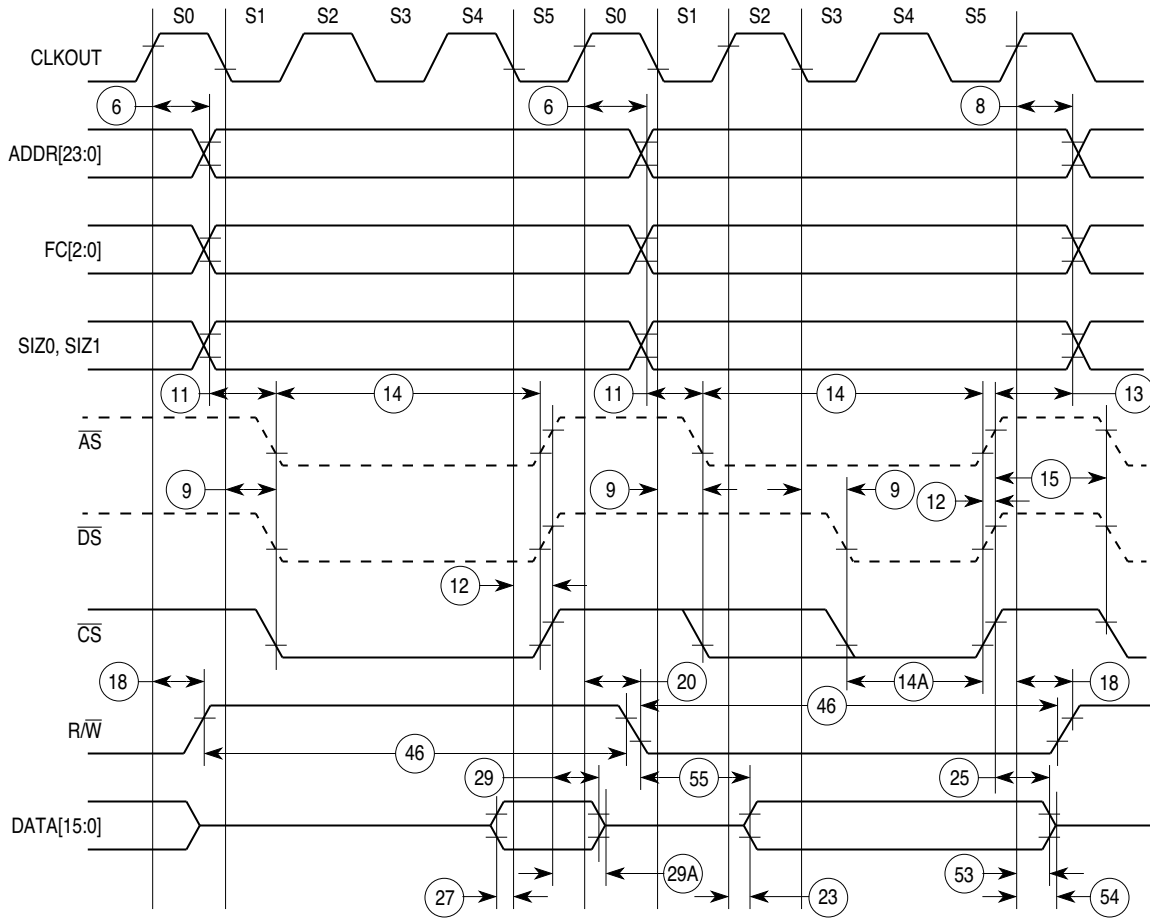 S0 S1 S2 S3 S4 S5 S0 S1 S2 S3 S4 S5
CLKOUT
6 6 8
ADDR[23:0]
FC[2:0]
SIZ0, SIZ1
11 14 11 14 13
AS
9 9 9 12 15
DS
12
CS
18 20 14A 18
R/W
46 46
29 55 25
DATA[15:0]
27 29A 23 53 54